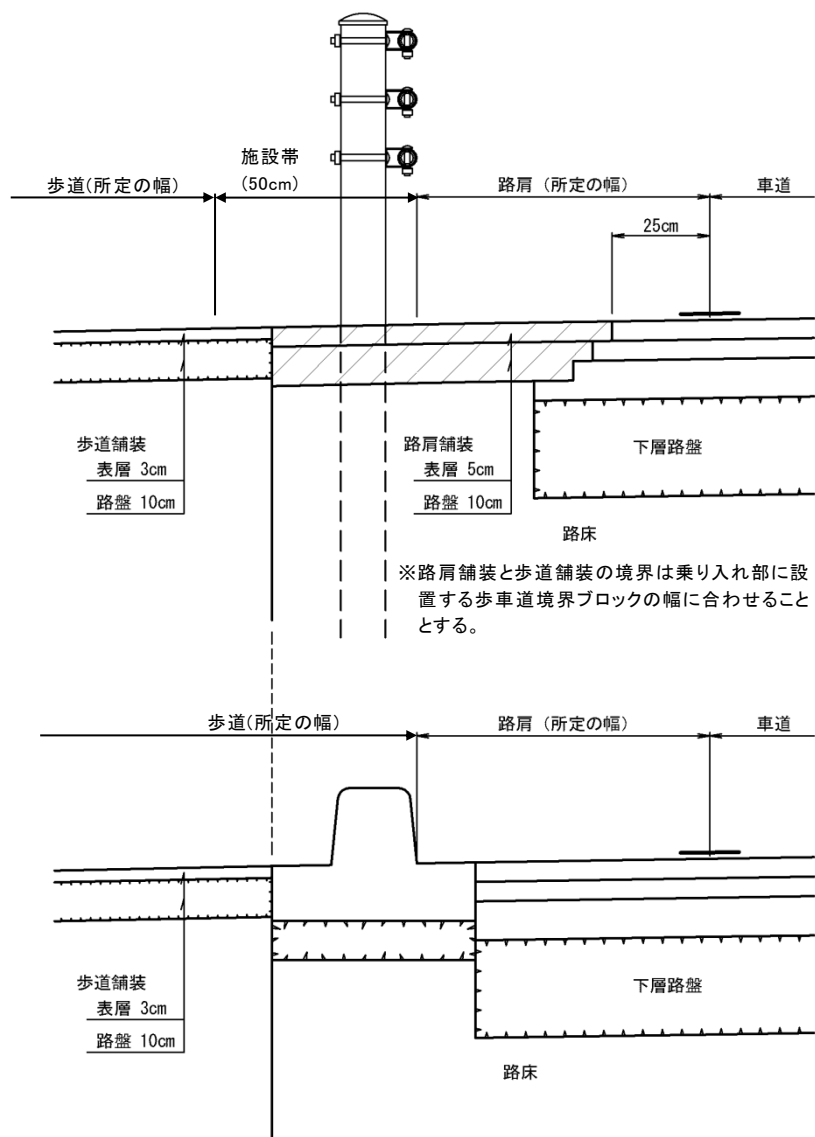 施設帯
(50cm)
歩道(所定の幅)
路肩 (所定の幅)
車道
25cm
歩道舗装
表層 3cm
路盤 10cm
路肩舗装
表層 5cm
路盤 10cm
下層路盤
路床
※路肩舗装と歩道舗装の境界は乗り入れ部に設
置する歩車道境界ブロックの幅に合わせること
とする。
歩道(所定の幅)
路肩 (所定の幅)
車道
歩道舗装
表層 3cm
路盤 10cm
下層路盤
路床